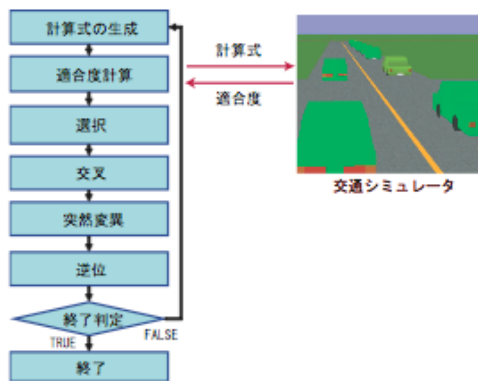 計算式の生成
適合度計算
選択
交叉
突然変異
逆位
終了判定
TRUE
FALSE
終了
計算式
適合度
交通シミュレータ